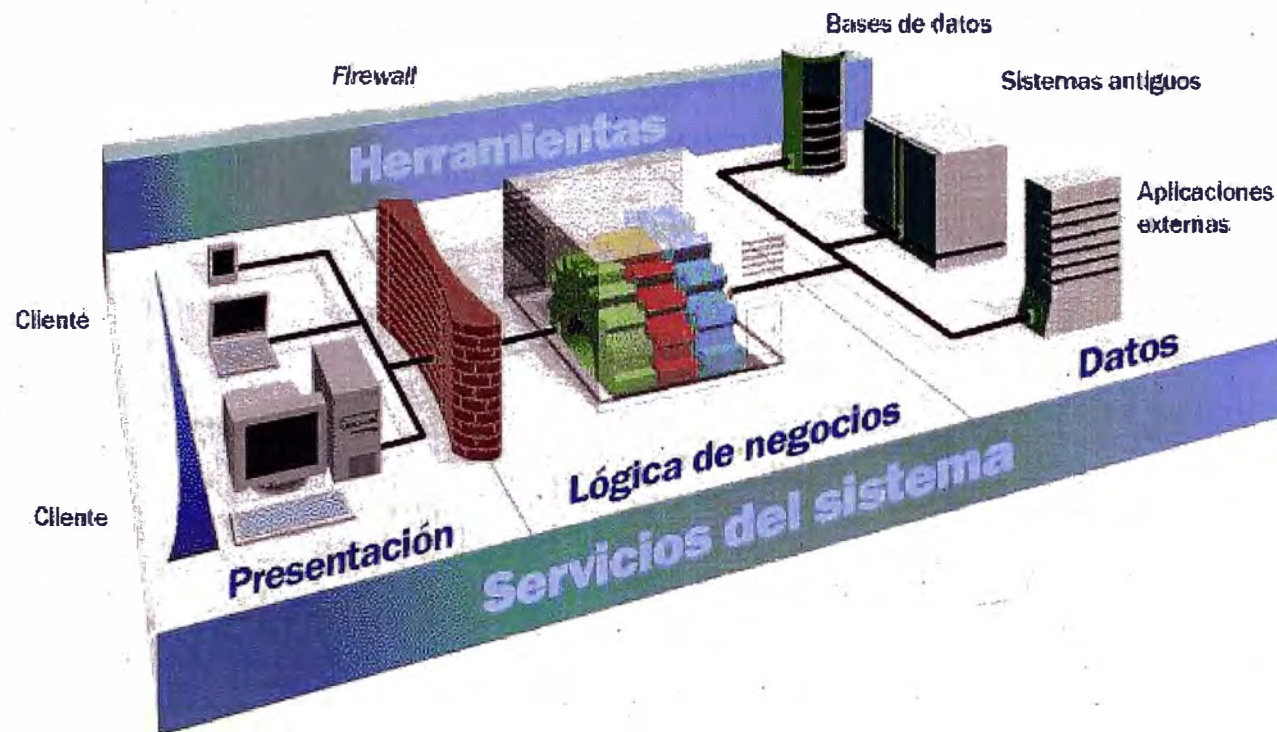 Bases de datos
Firewall
Sistemas antiguos
Herramientas
Aplicaciones
externas
Cliente
Datos
Lógica de negocios
Cliente
Presentación
Servicios del sistema